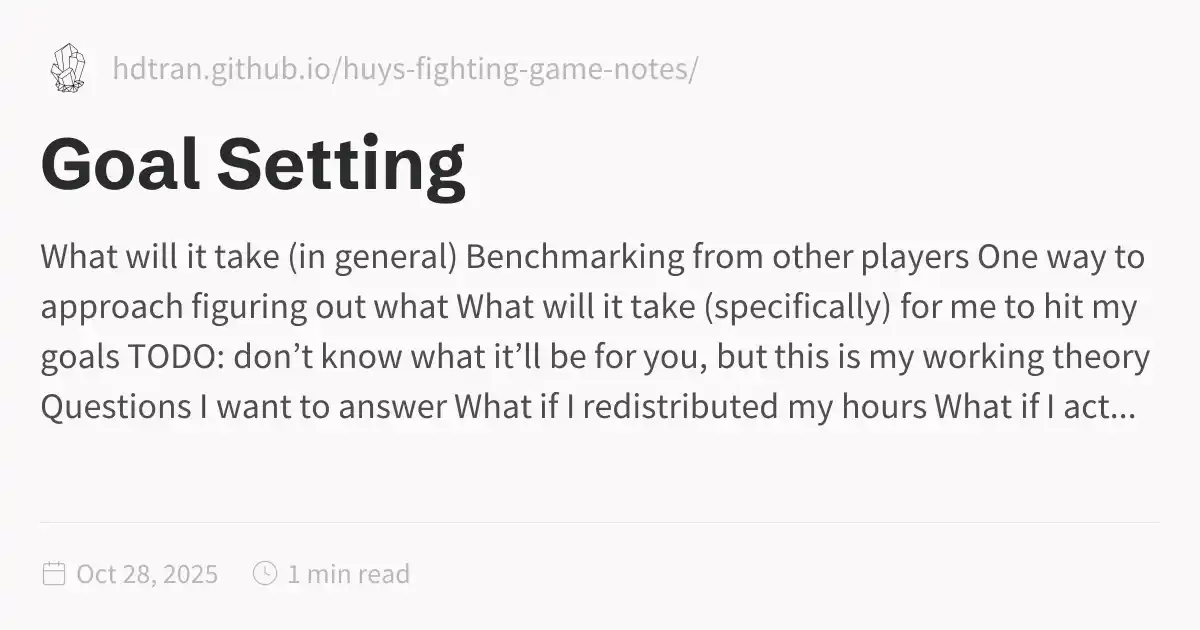 hdtran.github.io/huys-fighting-game-notes/
Goal Setting
What will it take (in general) Benchmarking from other players One way to
approach figuring out what What will it take (specifically) for me to hit my
goals TODO: don’t know what it’ll be for you, but this is my working theory
Questions I want to answer What if I redistributed my hours What if I act...
Oct 28, 2025 1 min read